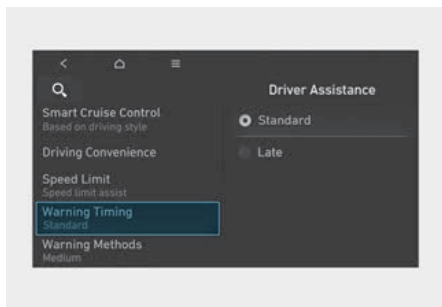 Driver Assistance
Smart Cruise Control
Based on driving style
Driving Convenience
Speed Limit
Speed limit assist
Warning Timing
Standard
Warning Methods
Medium
Standard
Late